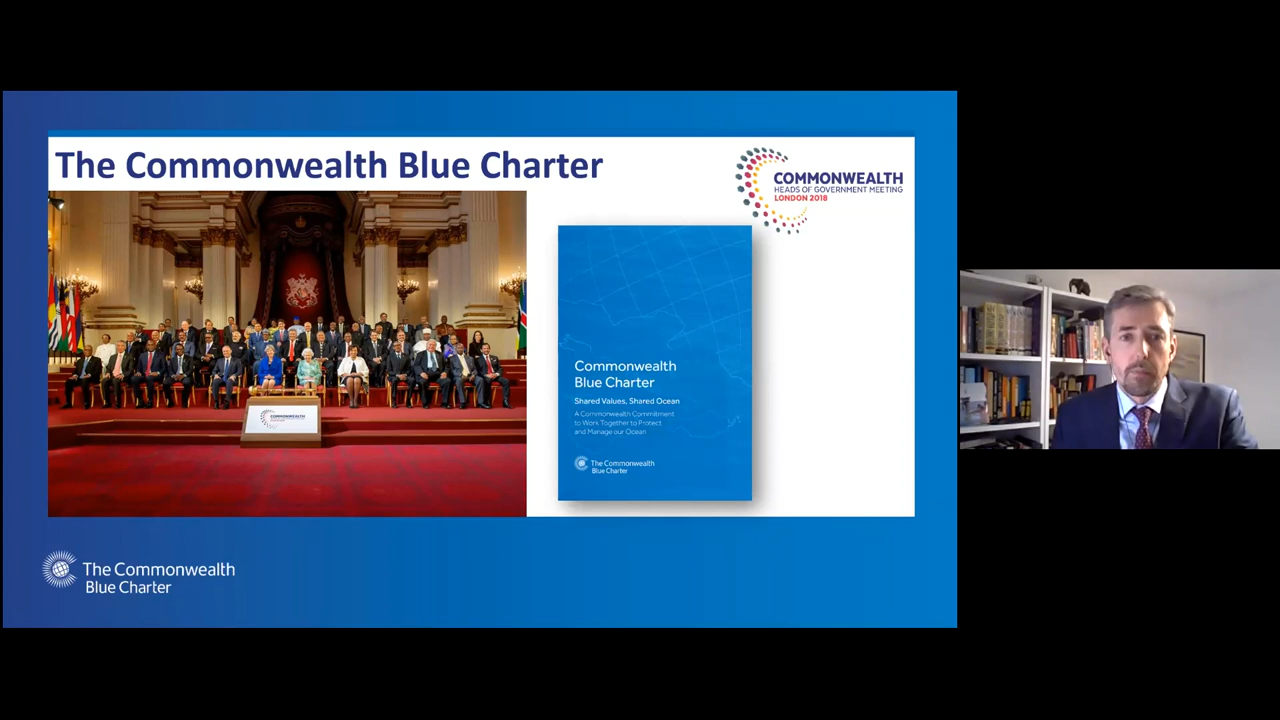 The Commonwealth Blue Charter
COMMONWEALTH
HEADS OF GOVERNMENT MEETING
LONDON 2018
COMMONWEALTH
Commonwealth
Blue Charter
Shared Values, Shared Ocean
A Commonwealth Commitment
to Work Together to Protect
and Manage our Ocean
The Commonwealth
Blue Charter
The Commonwealth
Blue Charter